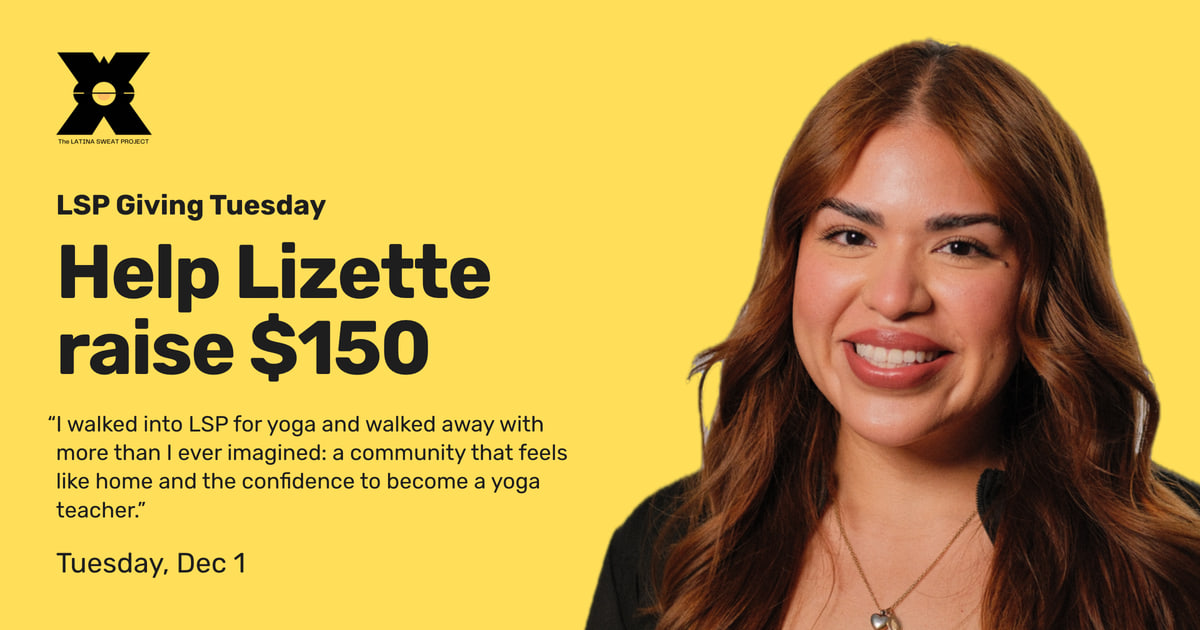 The LATINA SWEAT PROJECT
LSP Giving Tuesday
Help Lizette
raise $150
“I walked into LSP for yoga and walked away with
more than I ever imagined: a community that feels
like home and the confidence to become a yoga
teacher.”
Tuesday, Dec 1